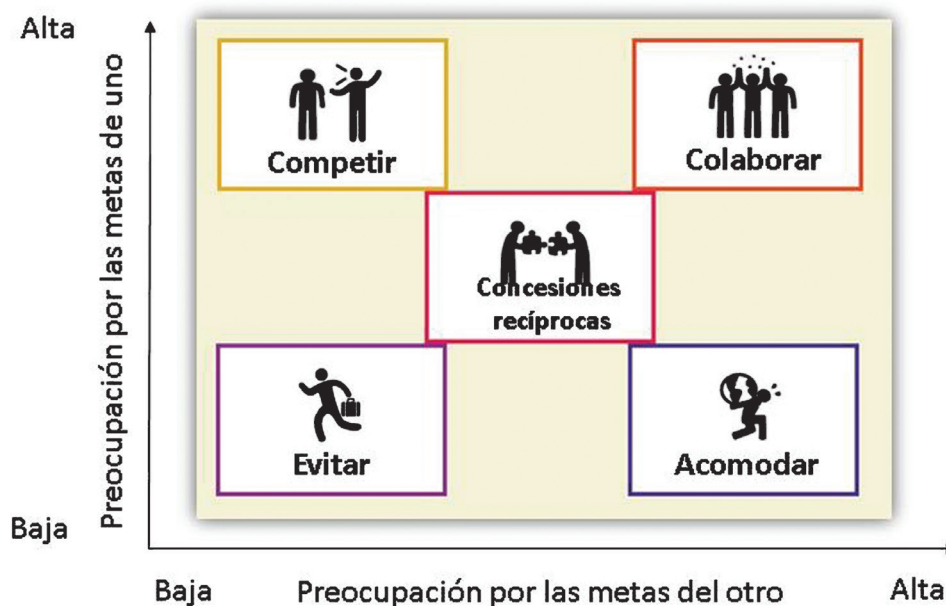 Alta
Preocupación por las metas de uno
Competir
Colaborar
Concesiones
recíprocas
Evitar
Acomodar
Baja
Baja
Preocupación por las metas del otro
Alta